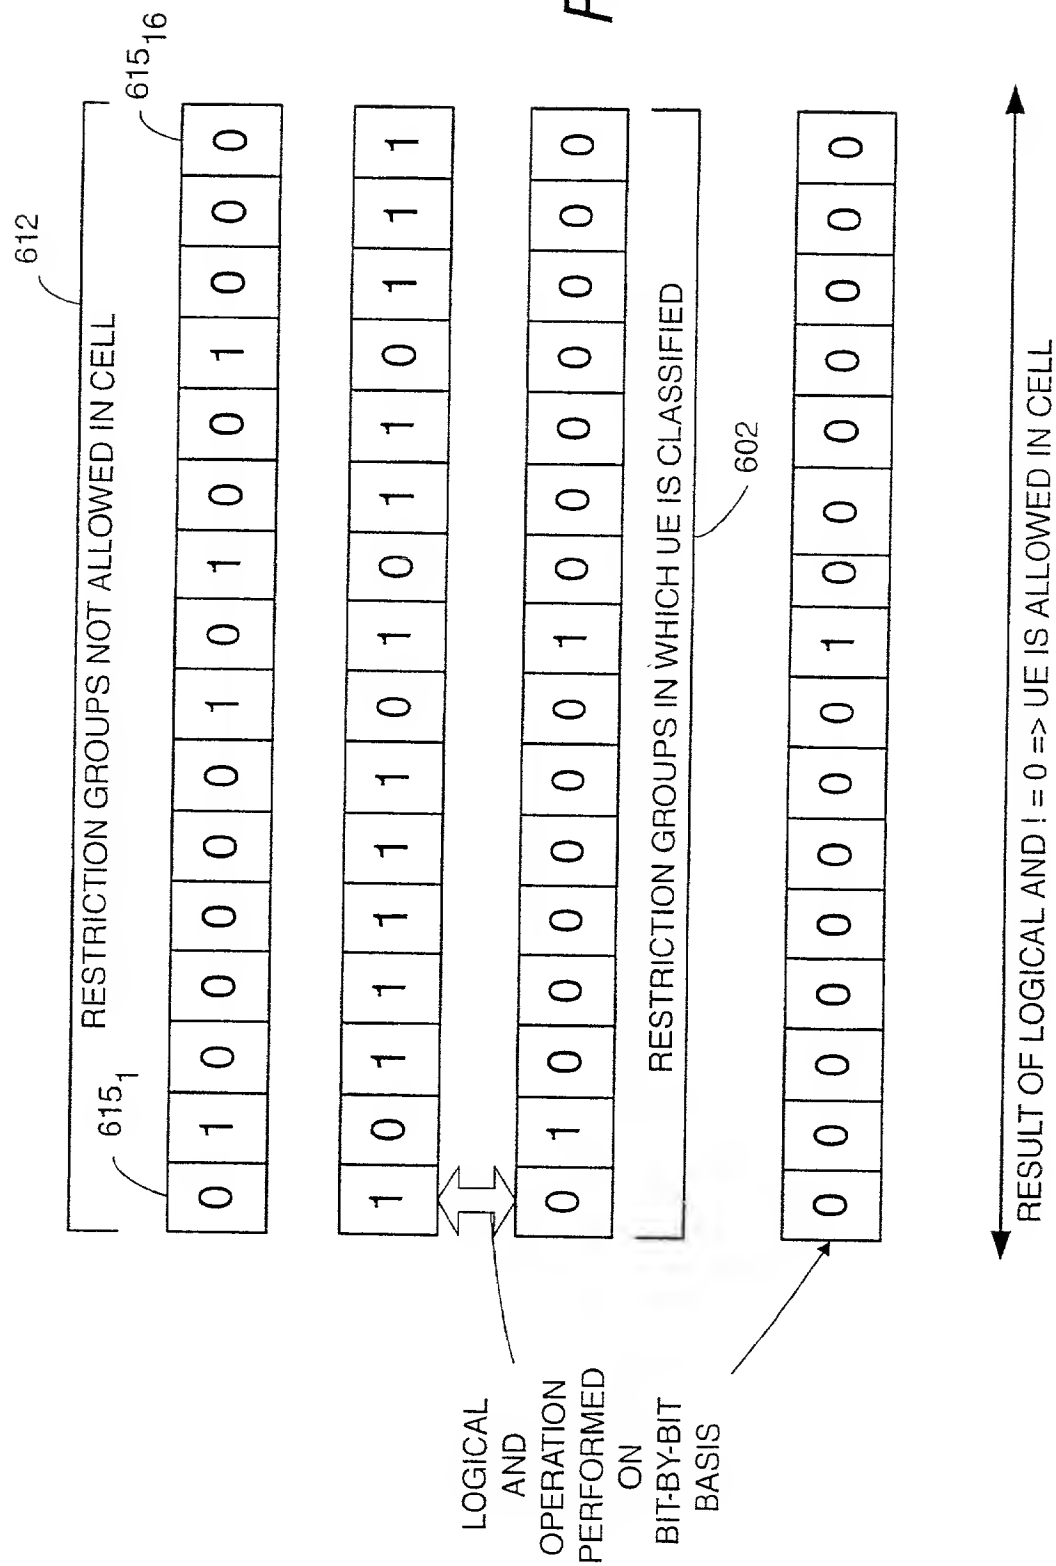 612
RESTRICTION GROUPS NOT ALLOWED IN CELL
615₁
615₁₆
0 1 0 0 0 0 0 1 0 1 0 0 1 0 0 0
1 0 1 1 1 1 1 0 1 0 1 1 0 1 1 1
LOGICAL
AND
OPERATION
PERFORMED
ON
BIT-BY-BIT
BASIS
0 1 0 0 0 0 0 0 1 0 0 0 0 0 0 0
RESTRICTION GROUPS IN WHICH UE IS CLASSIFIED
602
0 0 0 0 0 0 0 0 1 0 0 0 0 0 0 0
RESULT OF LOGICAL AND ! = 0 => UE IS ALLOWED IN CELL